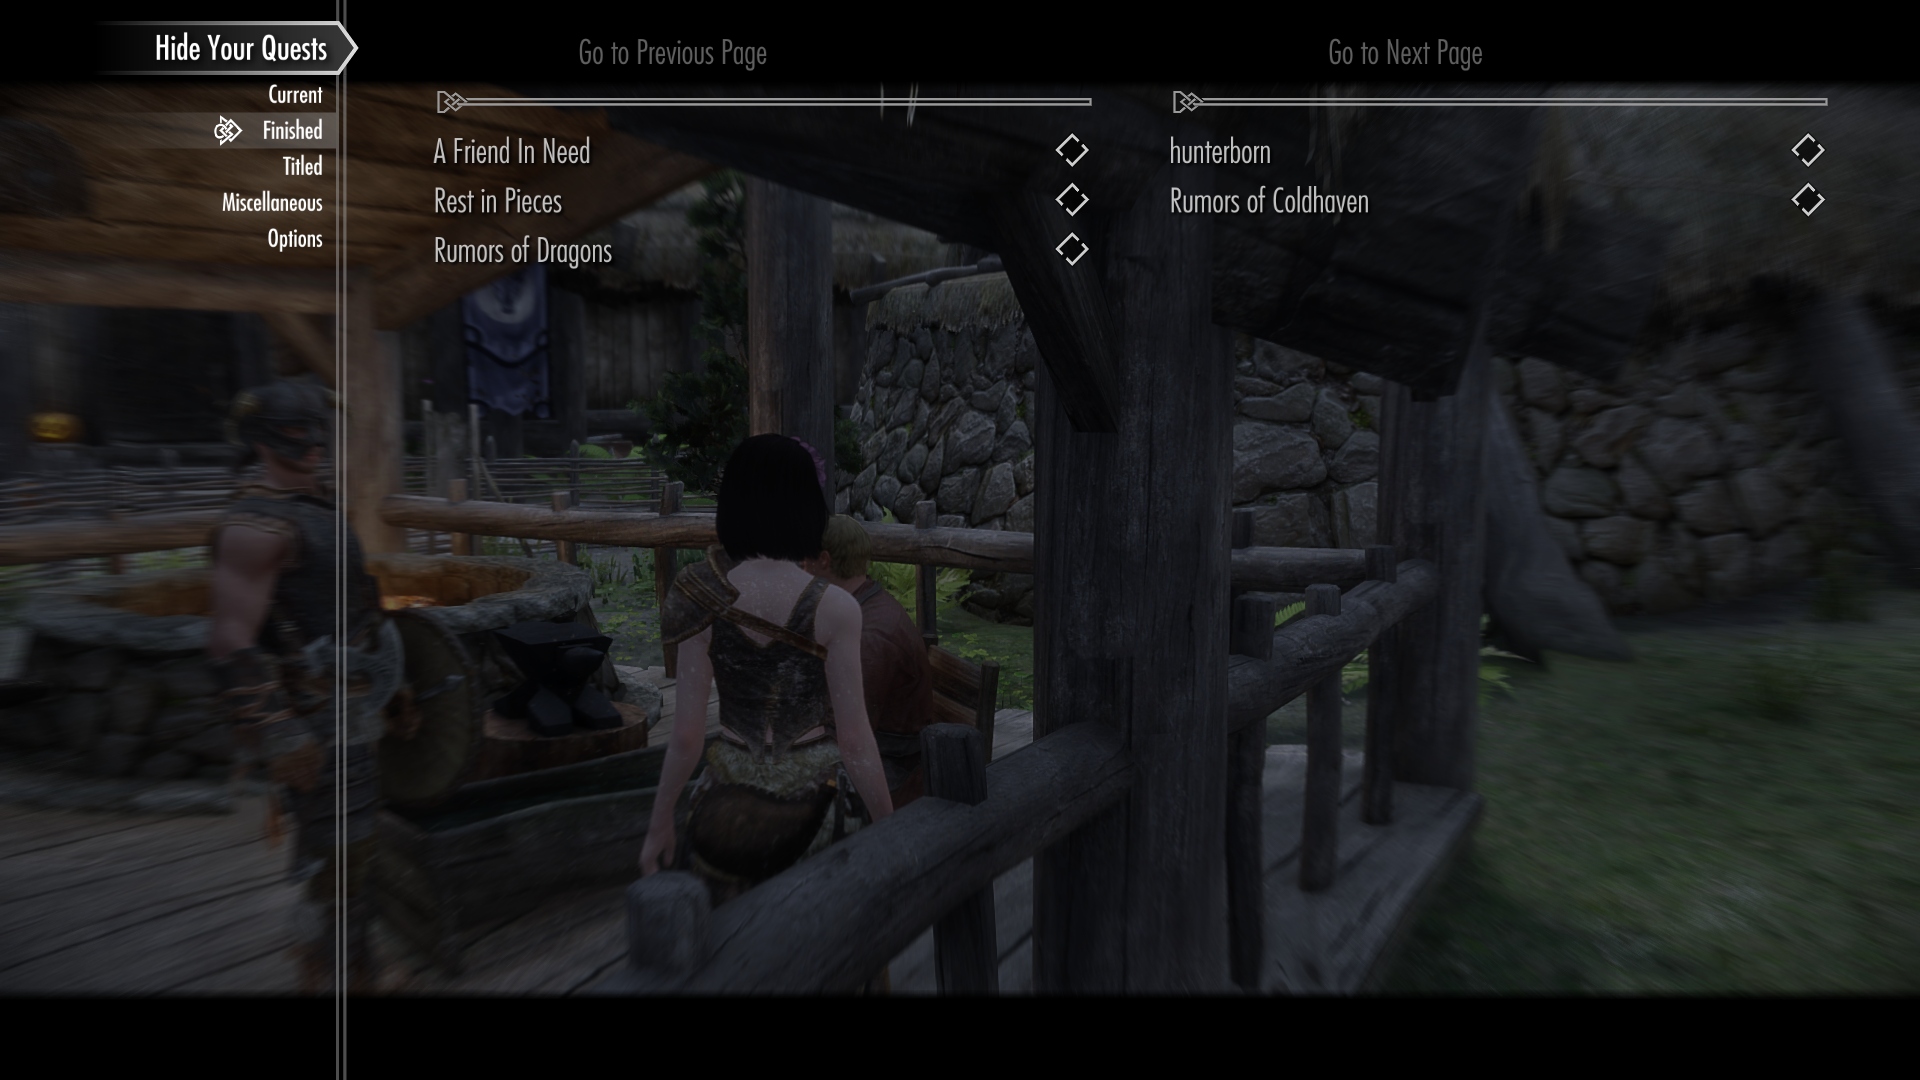 Hide Your Quests
Current
Finished
Titled
Miscellaneous
Options
Go to Previous Page
A Friend In Need
Rest in Pieces
Rumors of Dragons
Go to Next Page
hunterborn
Rumors of Coldhaven